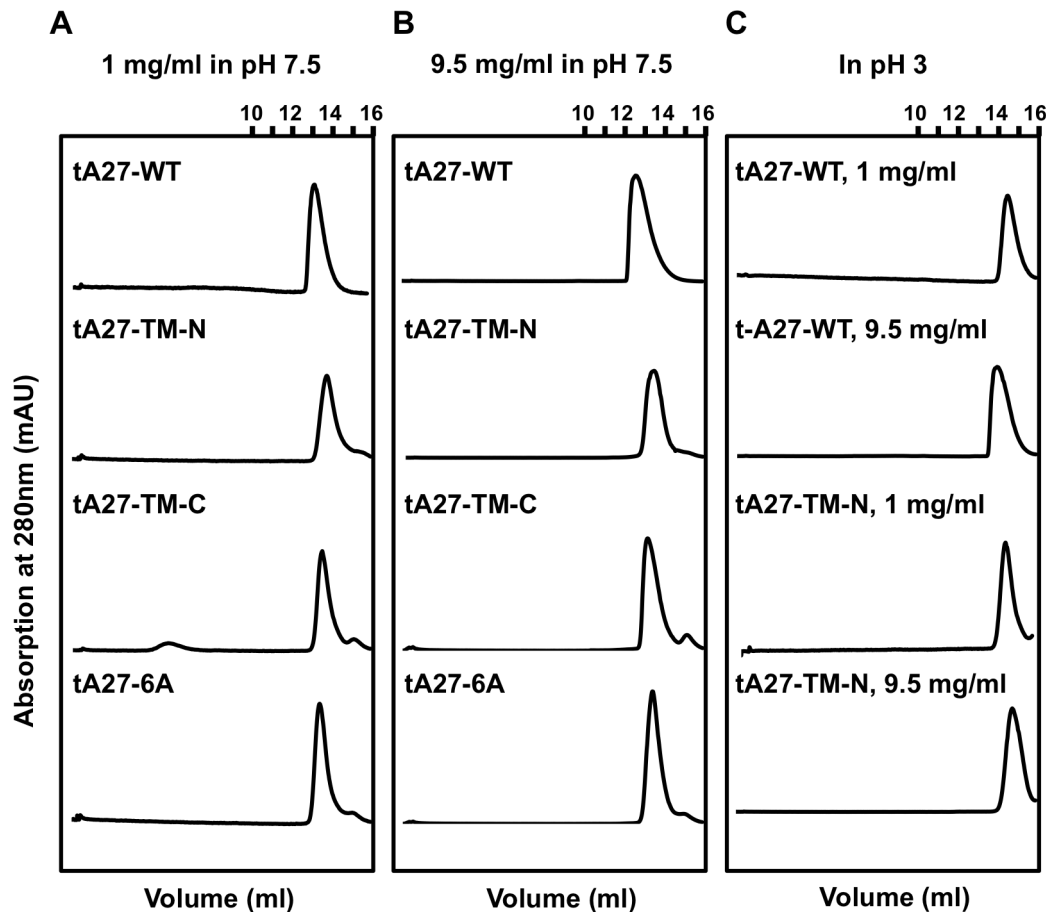 A
1 mg/ml in pH 7.5
10 12 14 16
tA27-WT
tA27-TM-N
tA27-TM-C
tA27-6A
Volume (ml)
B
9.5 mg/ml in pH 7.5
10 12 14 16
tA27-WT
tA27-TM-N
tA27-TM-C
tA27-6A
Volume (ml)
C
In pH 3
10 12 14 16
tA27-WT, 1 mg/ml
t-A27-WT, 9.5 mg/ml
tA27-TM-N, 1 mg/ml
tA27-TM-N, 9.5 mg/ml
Volume (ml)
Absorption at 280nm (mAU)